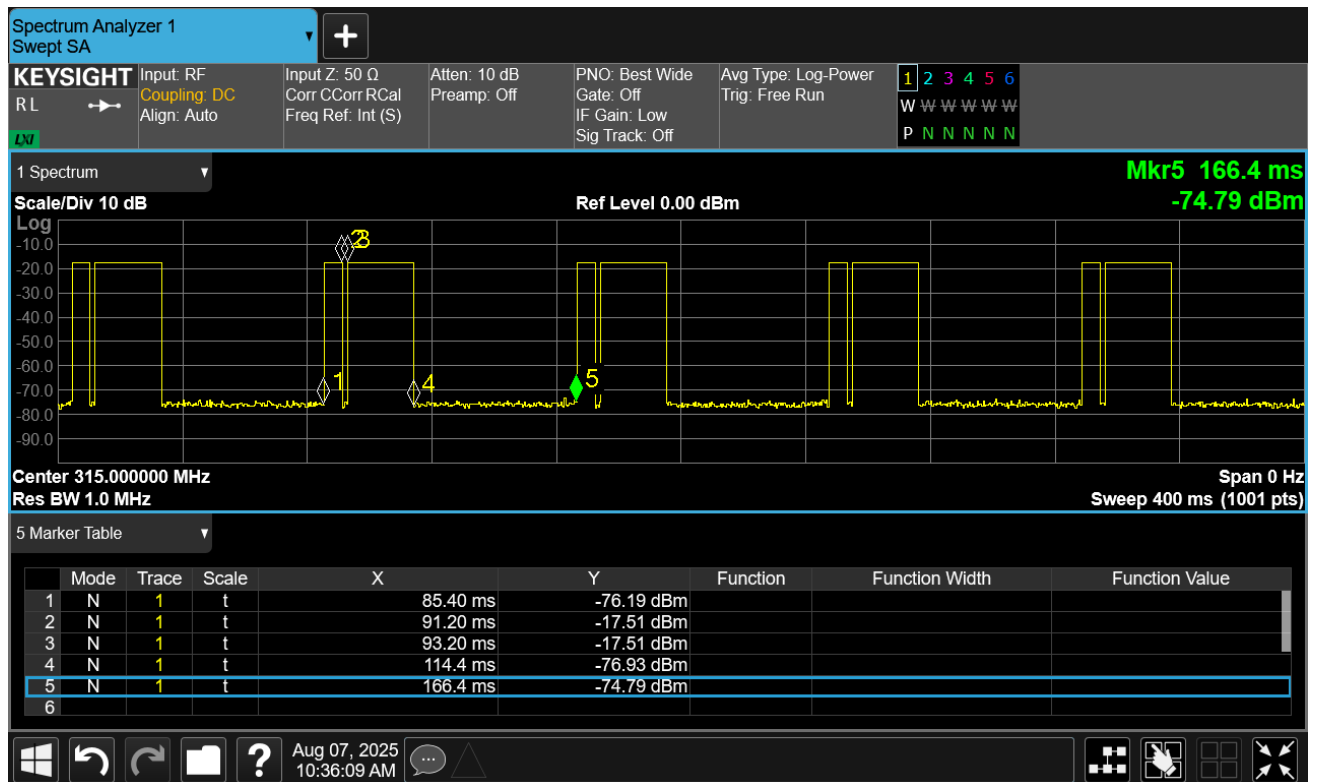 Spectrum Analyzer 1
Swept SA
+
KEYSIGHT
R L
LXI
Input: RF
Coupling: DC
Align: Auto
Input Z: 50 Ω
Corr CCorr RCal
Freq Ref: Int (S)
Atten: 10 dB
Preamp: Off
PNO: Best Wide
Gate: Off
IF Gain: Low
Sig Track: Off
Avg Type: Log-Power
Trig: Free Run
1 2 3 4 5 6
W W W W W W
P N N N N N
1 Spectrum
Mkr5 166.4 ms
-74.79 dBm
Scale/Div 10 dB
Ref Level 0.00 dBm
Log
-10.0
-20.0
-30.0
-40.0
-50.0
-60.0
-70.0
-80.0
-90.0
2 3
1
4
5
Center 315.000000 MHz
Span 0 Hz
Res BW 1.0 MHz
Sweep 400 ms (1001 pts)
5 Marker Table
Mode Trace Scale X Y Function Function Width Function Value
1 N 1 t 85.40 ms -76.19 dBm
2 N 1 t 91.20 ms -17.51 dBm
3 N 1 t 93.20 ms -17.51 dBm
4 N 1 t 114.4 ms -76.93 dBm
5 N 1 t 166.4 ms -74.79 dBm
6
?
Aug 07, 2025
10:36:09 AM